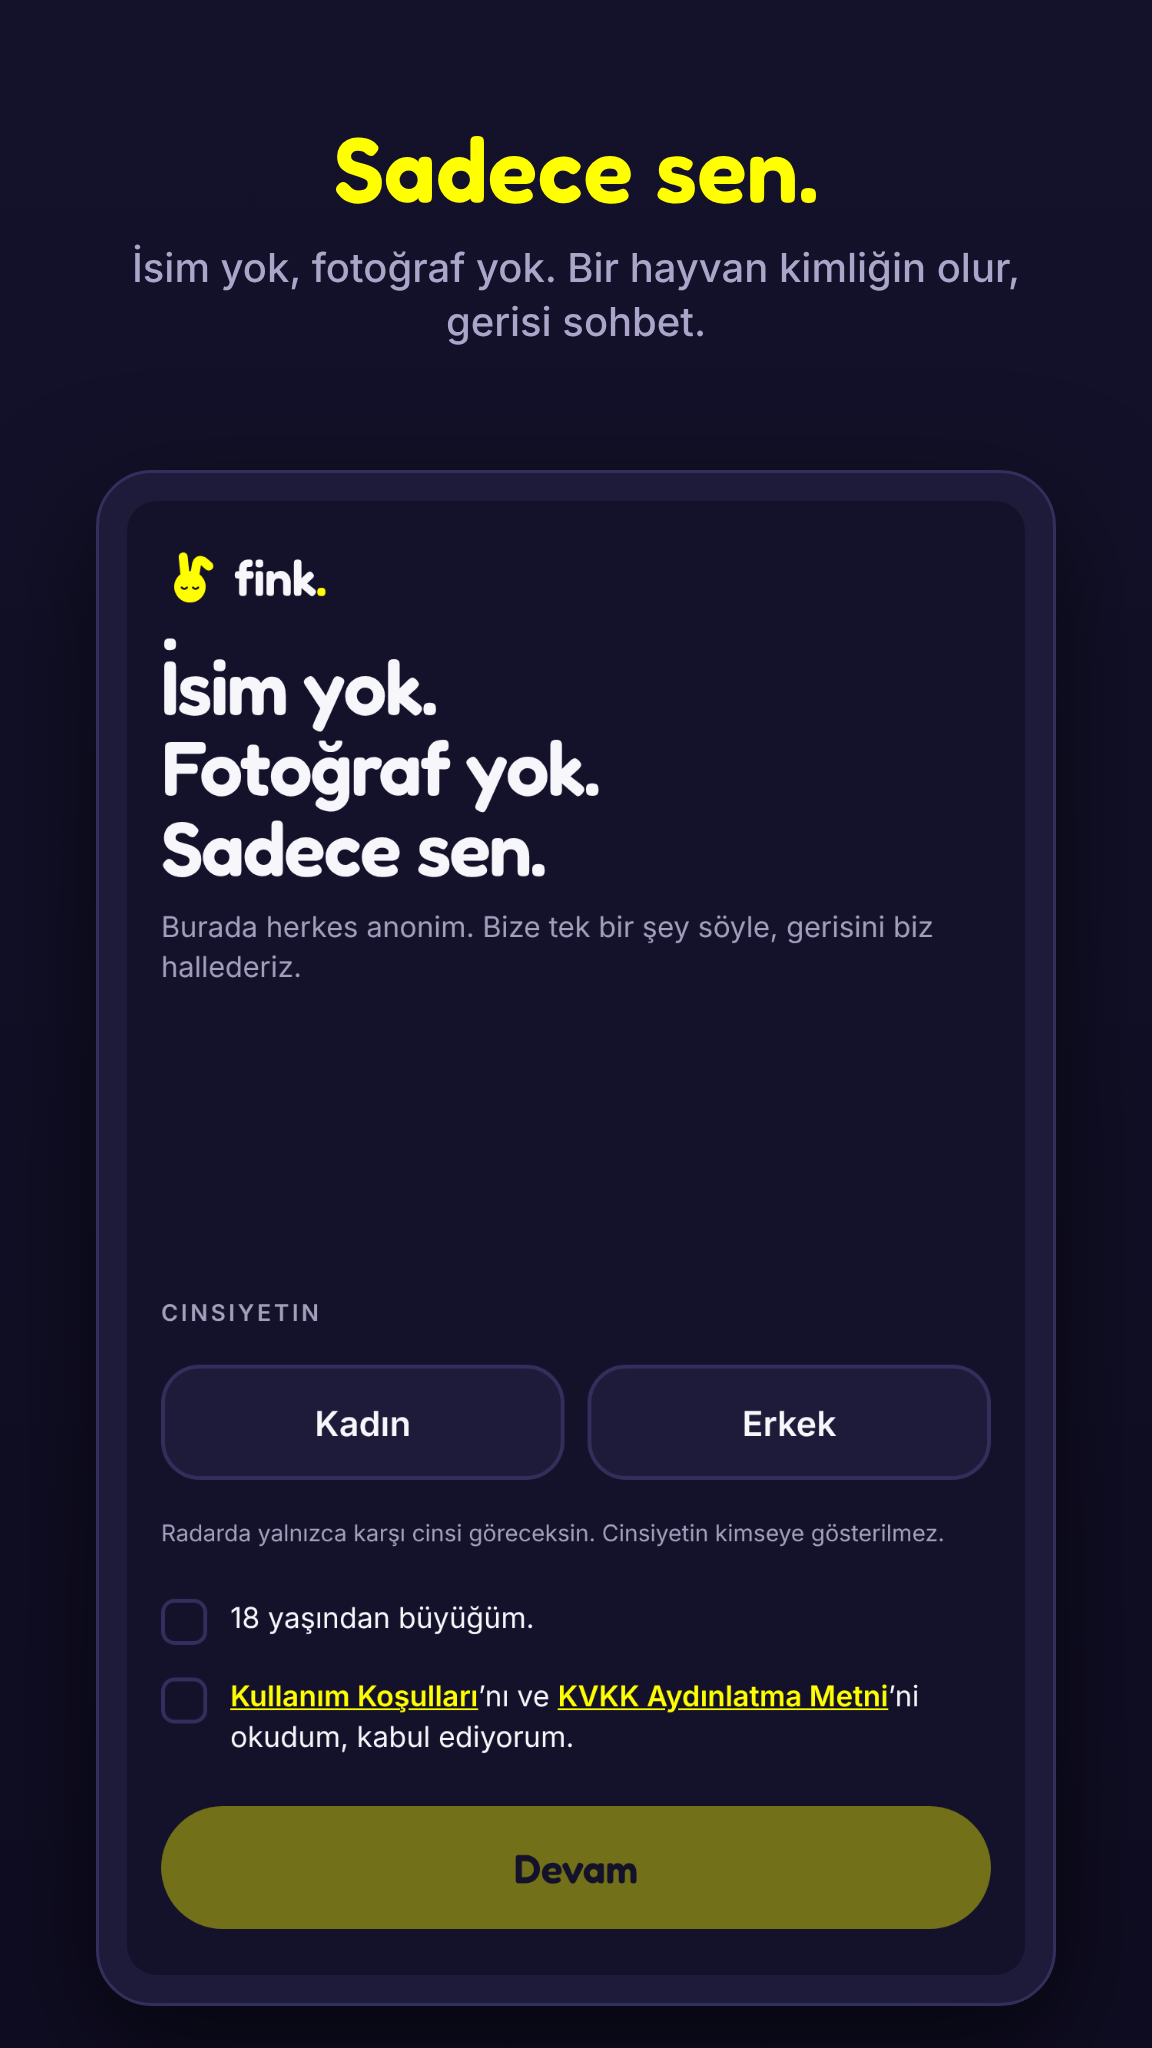 Sadece sen.
İsim yok, fotoğraf yok. Bir hayvan kimliğin olur,
gerisi sohbet.
fink.
İsim yok.
Fotoğraf yok.
Sadece sen.
Burada herkes anonim. Bize tek bir şey söyle, gerisini biz
hallederiz.
CINSIYETIN
Kadın
Erkek
Radarda yalnızca karşı cinsi göreceksin. Cinsiyetin kimseye gösterilmez.
18 yaşından büyüğüm.
Kullanım Koşulları’nı ve KVKK Aydınlatma Metni’ni
okudum, kabul ediyorum.
Devam